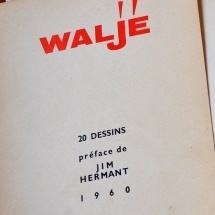 WALJE
20 DESSINS
préface de
JIM
HERMANT
1960